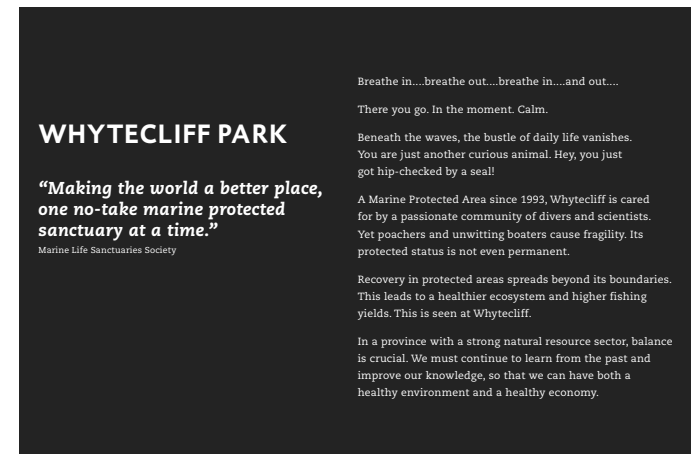 WHYTECLIFF PARK
“Making the world a better place,
one no-take marine protected
sanctuary at a time.”
Marine Life Sanctuaries Society
Breathe in....breathe out....breathe in....and out....
There you go. In the moment. Calm.
Beneath the waves, the bustle of daily life vanishes.
You are just another curious animal. Hey, you just
got hip-checked by a seal!
A Marine Protected Area since 1993, Whytecliff is cared
for by a passionate community of divers and scientists.
Yet poachers and unwitting boaters cause fragility. Its
protected status is not even permanent.
Recovery in protected areas spreads beyond its boundaries.
This leads to a healthier ecosystem and higher fishing
yields. This is seen at Whytecliff.
In a province with a strong natural resource sector, balance
is crucial. We must continue to learn from the past and
improve our knowledge, so that we can have both a
healthy environment and a healthy economy.